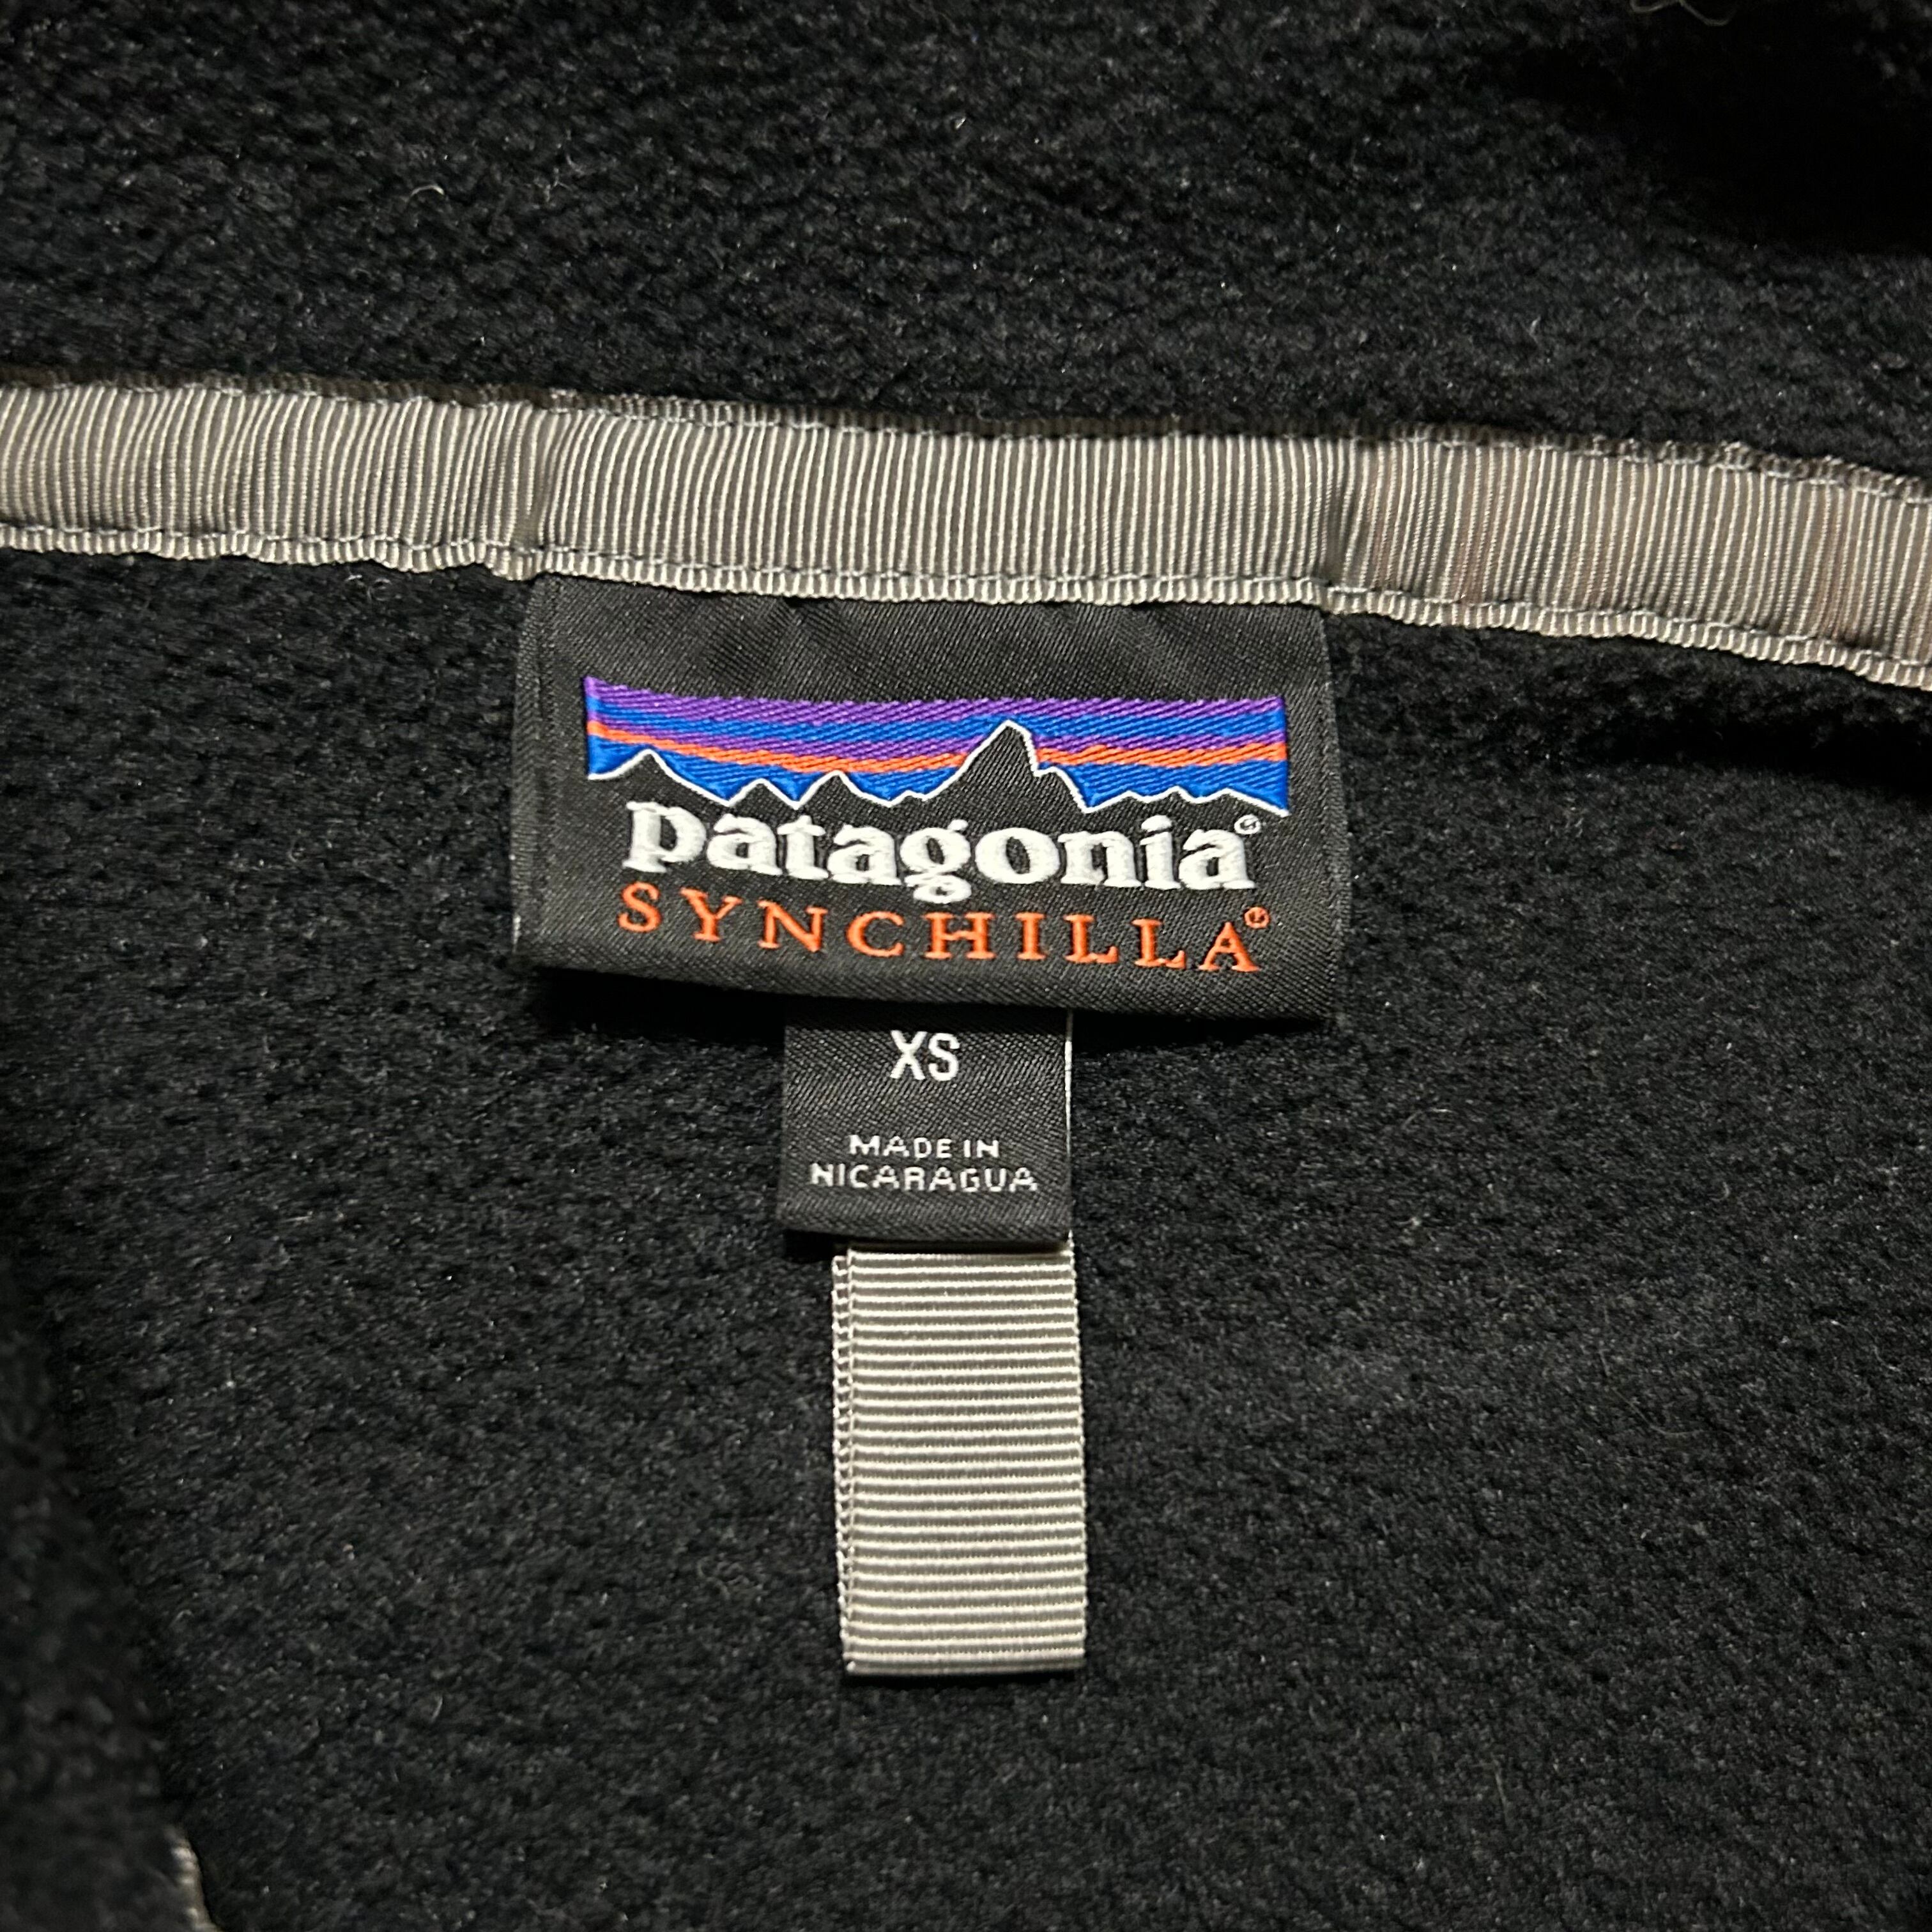 patagonia®
SYNCHILLA®
XS
MADE IN
NICARAGUA